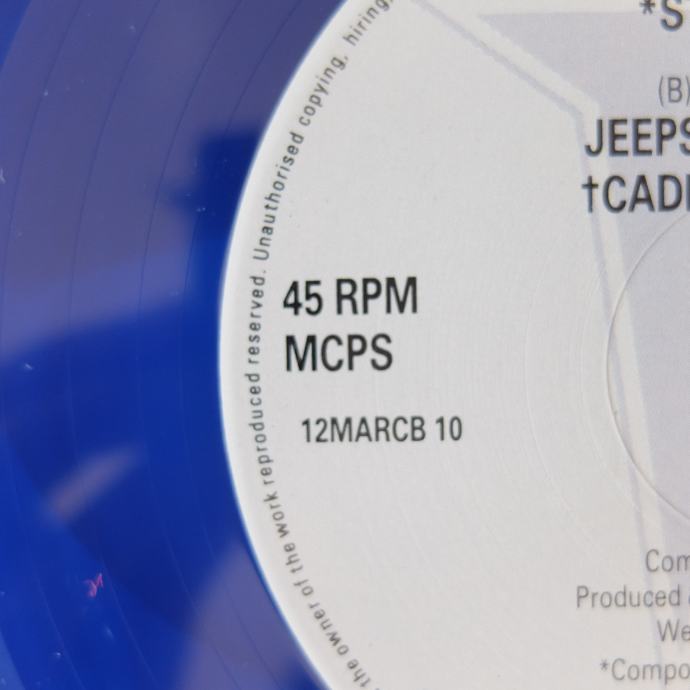 *S
(B)
JEEPS
†CAD
45 RPM
MCPS
12MARCB 10
the owner of the work reproduced reserved. Unauthorised copying, hiring,
Com
Produced
We
*Compo